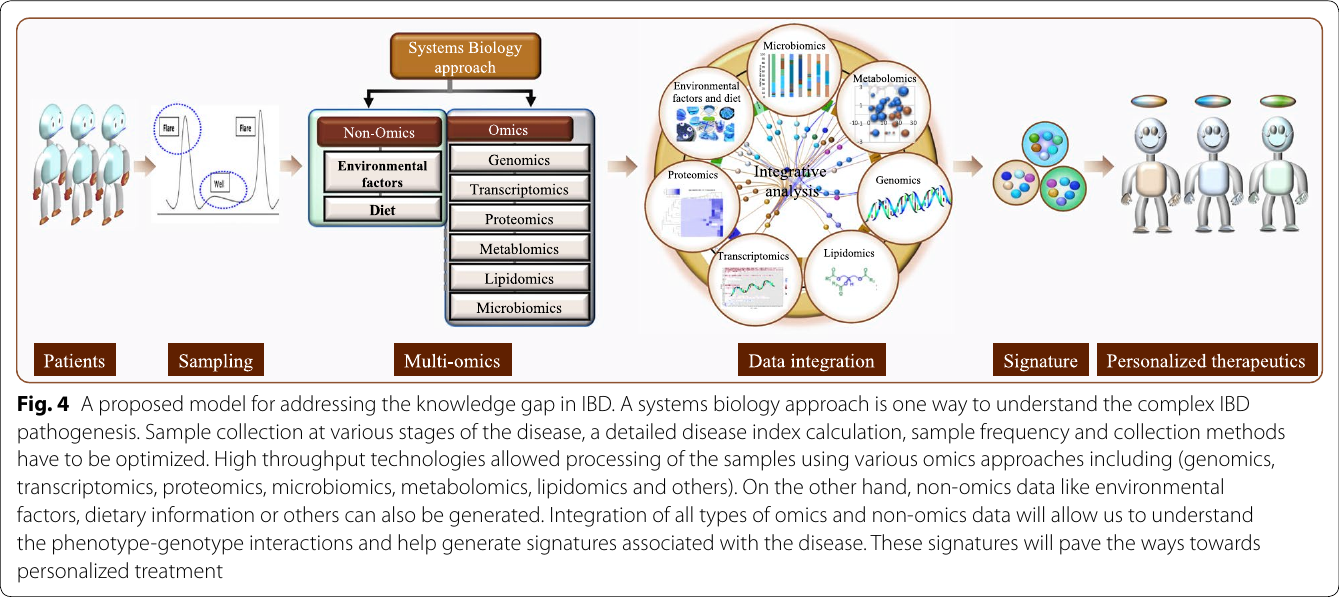 Systems Biology
approach
Non-Omics
Environmental
factors
Diet
Omics
Genomics
Transcriptomics
Proteomics
Metablomics
Lipidomics
Microbiomics
Flare
Flare
Well
Microbiomics
Environmental
factors and diet
Metabolomics
Proteomics
Integrative
analysis
Genomics
Transcriptomics
Lipidomics
Patients
Sampling
Multi-omics
Data integration
Signature
Personalized therapeutics
Fig. 4 A proposed model for addressing the knowledge gap in IBD. A systems biology approach is one way to understand the complex IBD
pathogenesis. Sample collection at various stages of the disease, a detailed disease index calculation, sample frequency and collection methods
have to be optimized. High throughput technologies allowed processing of the samples using various omics approaches including (genomics,
transcriptomics, proteomics, microbiomics, metabolomics, lipidomics and others). On the other hand, non-omics data like environmental
factors, dietary information or others can also be generated. Integration of all types of omics and non-omics data will allow us to understand
the phenotype-genotype interactions and help generate signatures associated with the disease. These signatures will pave the ways towards
personalized treatment